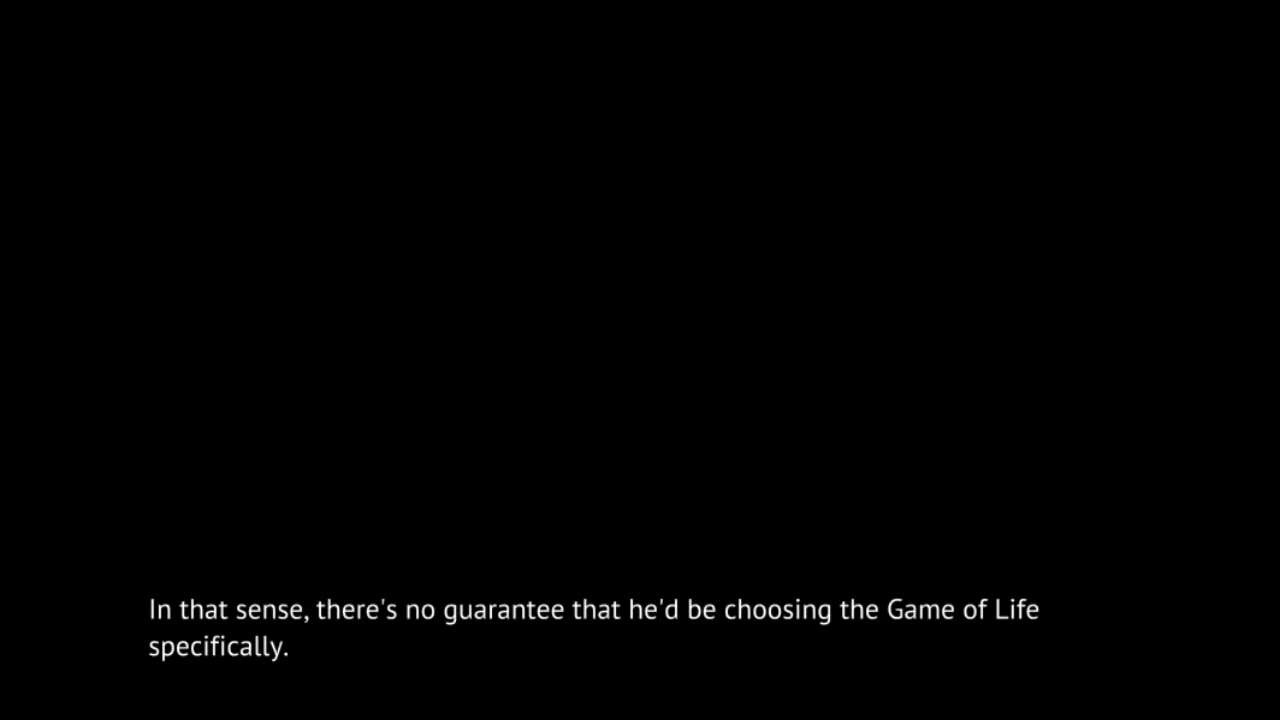 In that sense, there's no guarantee that he'd be choosing the Game of Life
specifically.